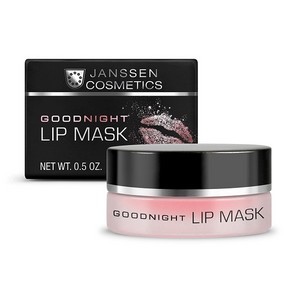 JANSSEN
COSMETICS
GOODNIGHT
LIP MASK
NET WT. 0.5 OZ.
GOODNIGHT LIP MASK